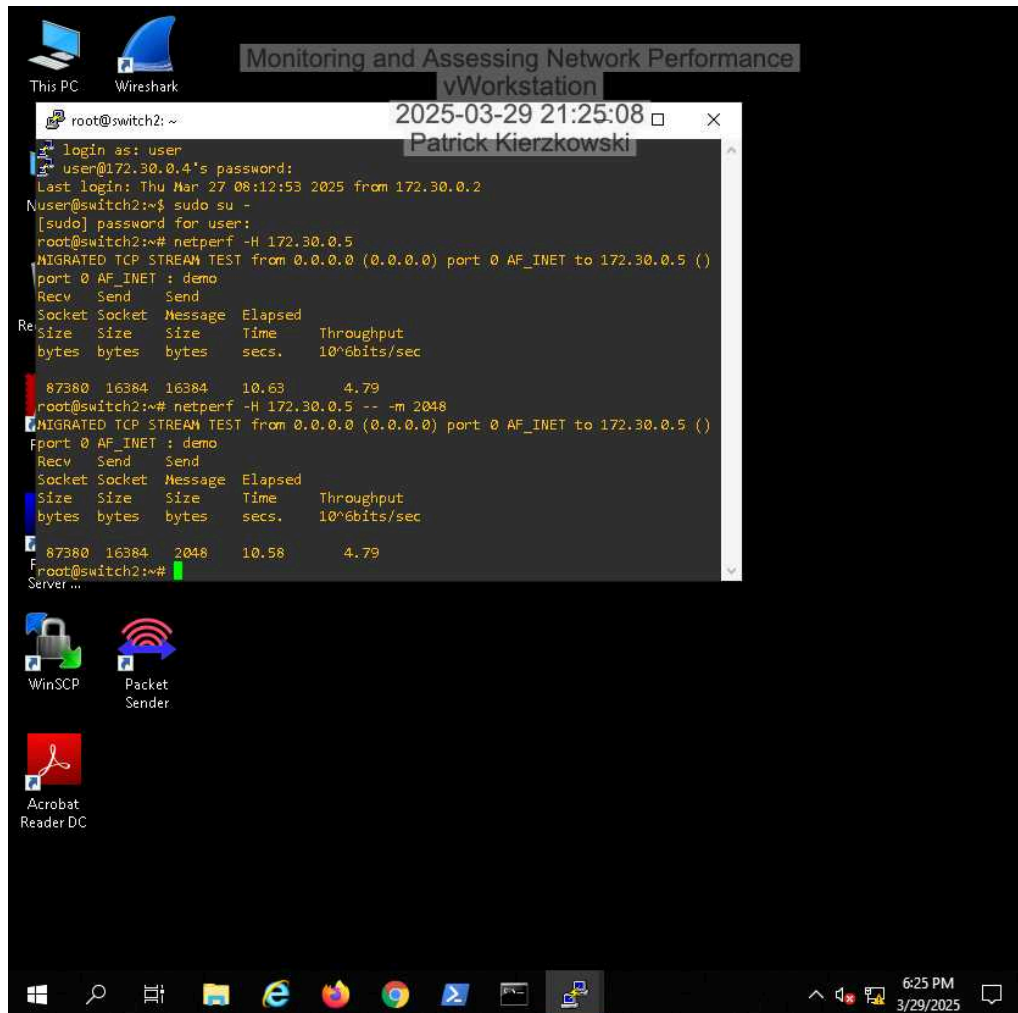 Monitoring and Assessing Network Performance
vWorkstation
2025-03-29 21:25:08
Patrick Kierzkowski
This PC
Wireshark
root@switch2: ~
login as: user
user@172.30.0.4's password:
Last login: Thu Mar 27 08:12:53 2025 from 172.30.0.2
user@switch2:~$ sudo su -
[sudo] password for user:
root@switch2:~# netperf -H 172.30.0.5
MIGRATED TCP STREAM TEST from 0.0.0.0 (0.0.0.0) port 0 AF_INET to 172.30.0.5 ()
port 0 AF_INET : demo
Recv Send Send
Socket Socket Message Elapsed
Size Size Size Time Throughput
bytes bytes bytes secs. 10^6bits/sec
87380 16384 16384 10.63 4.79
root@switch2:~# netperf -H 172.30.0.5 -- -m 2048
MIGRATED TCP STREAM TEST from 0.0.0.0 (0.0.0.0) port 0 AF_INET to 172.30.0.5 ()
port 0 AF_INET : demo
Recv Send Send
Socket Socket Message Elapsed
Size Size Size Time Throughput
bytes bytes bytes secs. 10^6bits/sec
87380 16384 2048 10.58 4.79
root@switch2:~#
Server ...
WinSCP
Packet
Sender
Acrobat
Reader DC
6:25 PM
3/29/2025